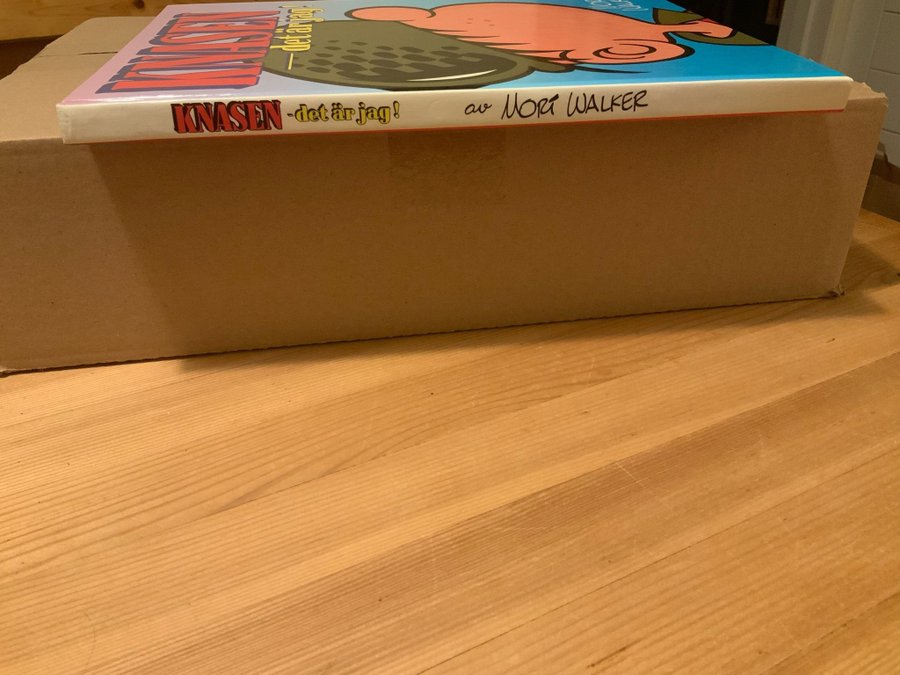 KNASEN
—det är jag!
KNASEN -det är jag! av MORT WALKER